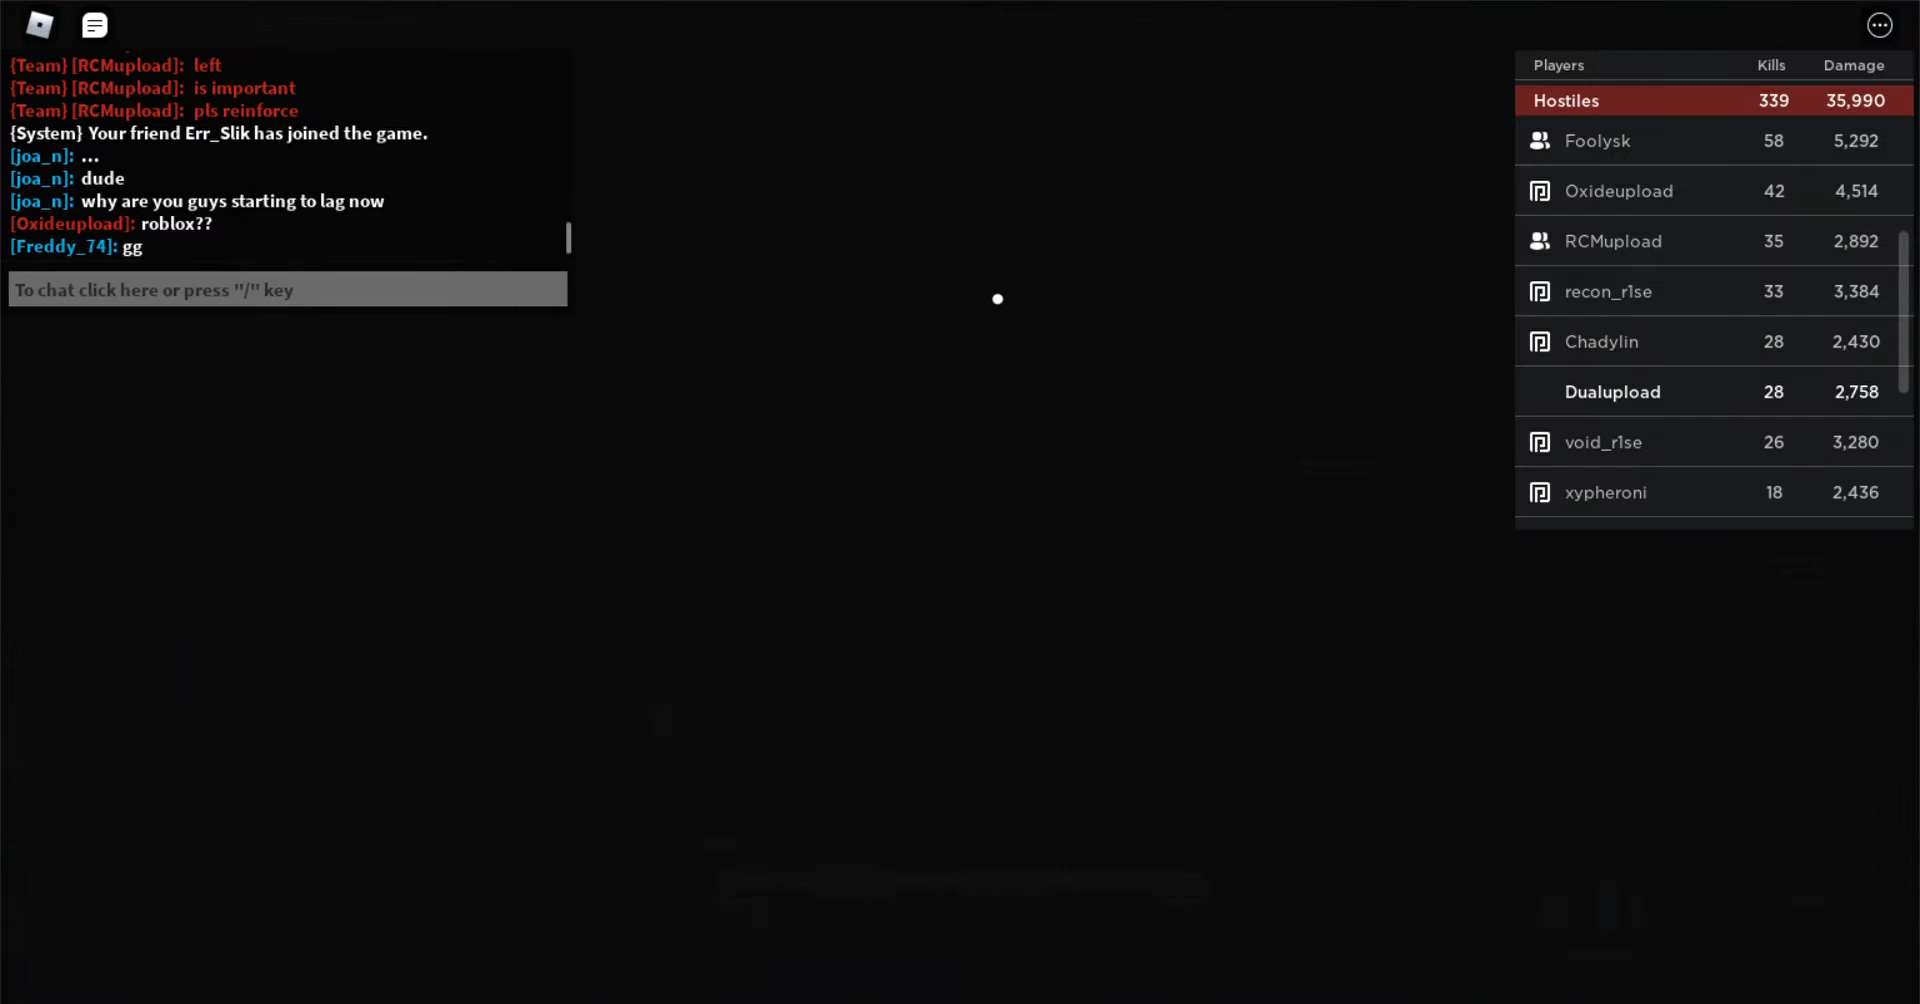 {Team} [RCMupload]: left
{Team} [RCMupload]: is important
{Team} [RCMupload]: pls reinforce
{System} Your friend Err_Slik has joined the game.
[joa_n]: ...
[joa_n]: dude
[joa_n]: why are you guys starting to lag now
[Oxideupload]: roblox??
[Freddy_74]: gg
To chat click here or press "/" key
Players Kills Damage
Hostiles 339 35,990
Foolysk 58 5,292
Oxideupload 42 4,514
RCMupload 35 2,892
recon_r1se 33 3,384
Chadylin 28 2,430
Dualupload 28 2,758
void_r1se 26 3,280
xypheroni 18 2,436